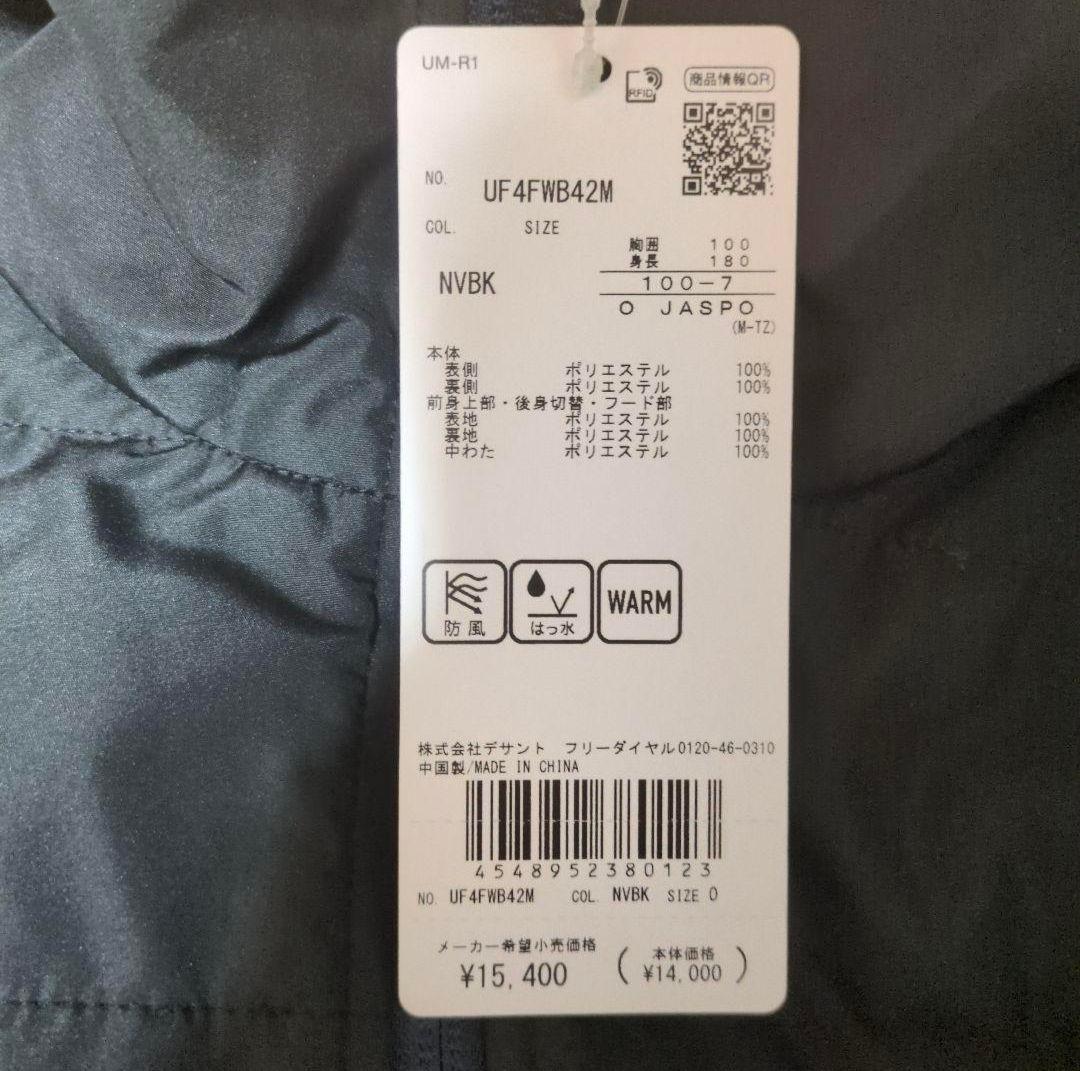 UM-R1
RFID
商品情報QR
NO. UF4FWB42M
COL. SIZE
胸囲 100
身長 180
NVBK 100-7
O JASPO
(M-TZ)
本体
表側 ポリエステル 100%
裏側 ポリエステル 100%
前身上部・後身切替・フード部
表地 ポリエステル 100%
裏地 ポリエステル 100%
中わた ポリエステル 100%
防風 はっ水 WARM
株式会社デサント フリーダイヤル0120-46-0310
中国製/MADE IN CHINA
4548952380123
NO. UF4FWB42M COL. NVBK SIZE O
メーカー希望小売価格 (本体価格
¥15,400 ¥14,000)